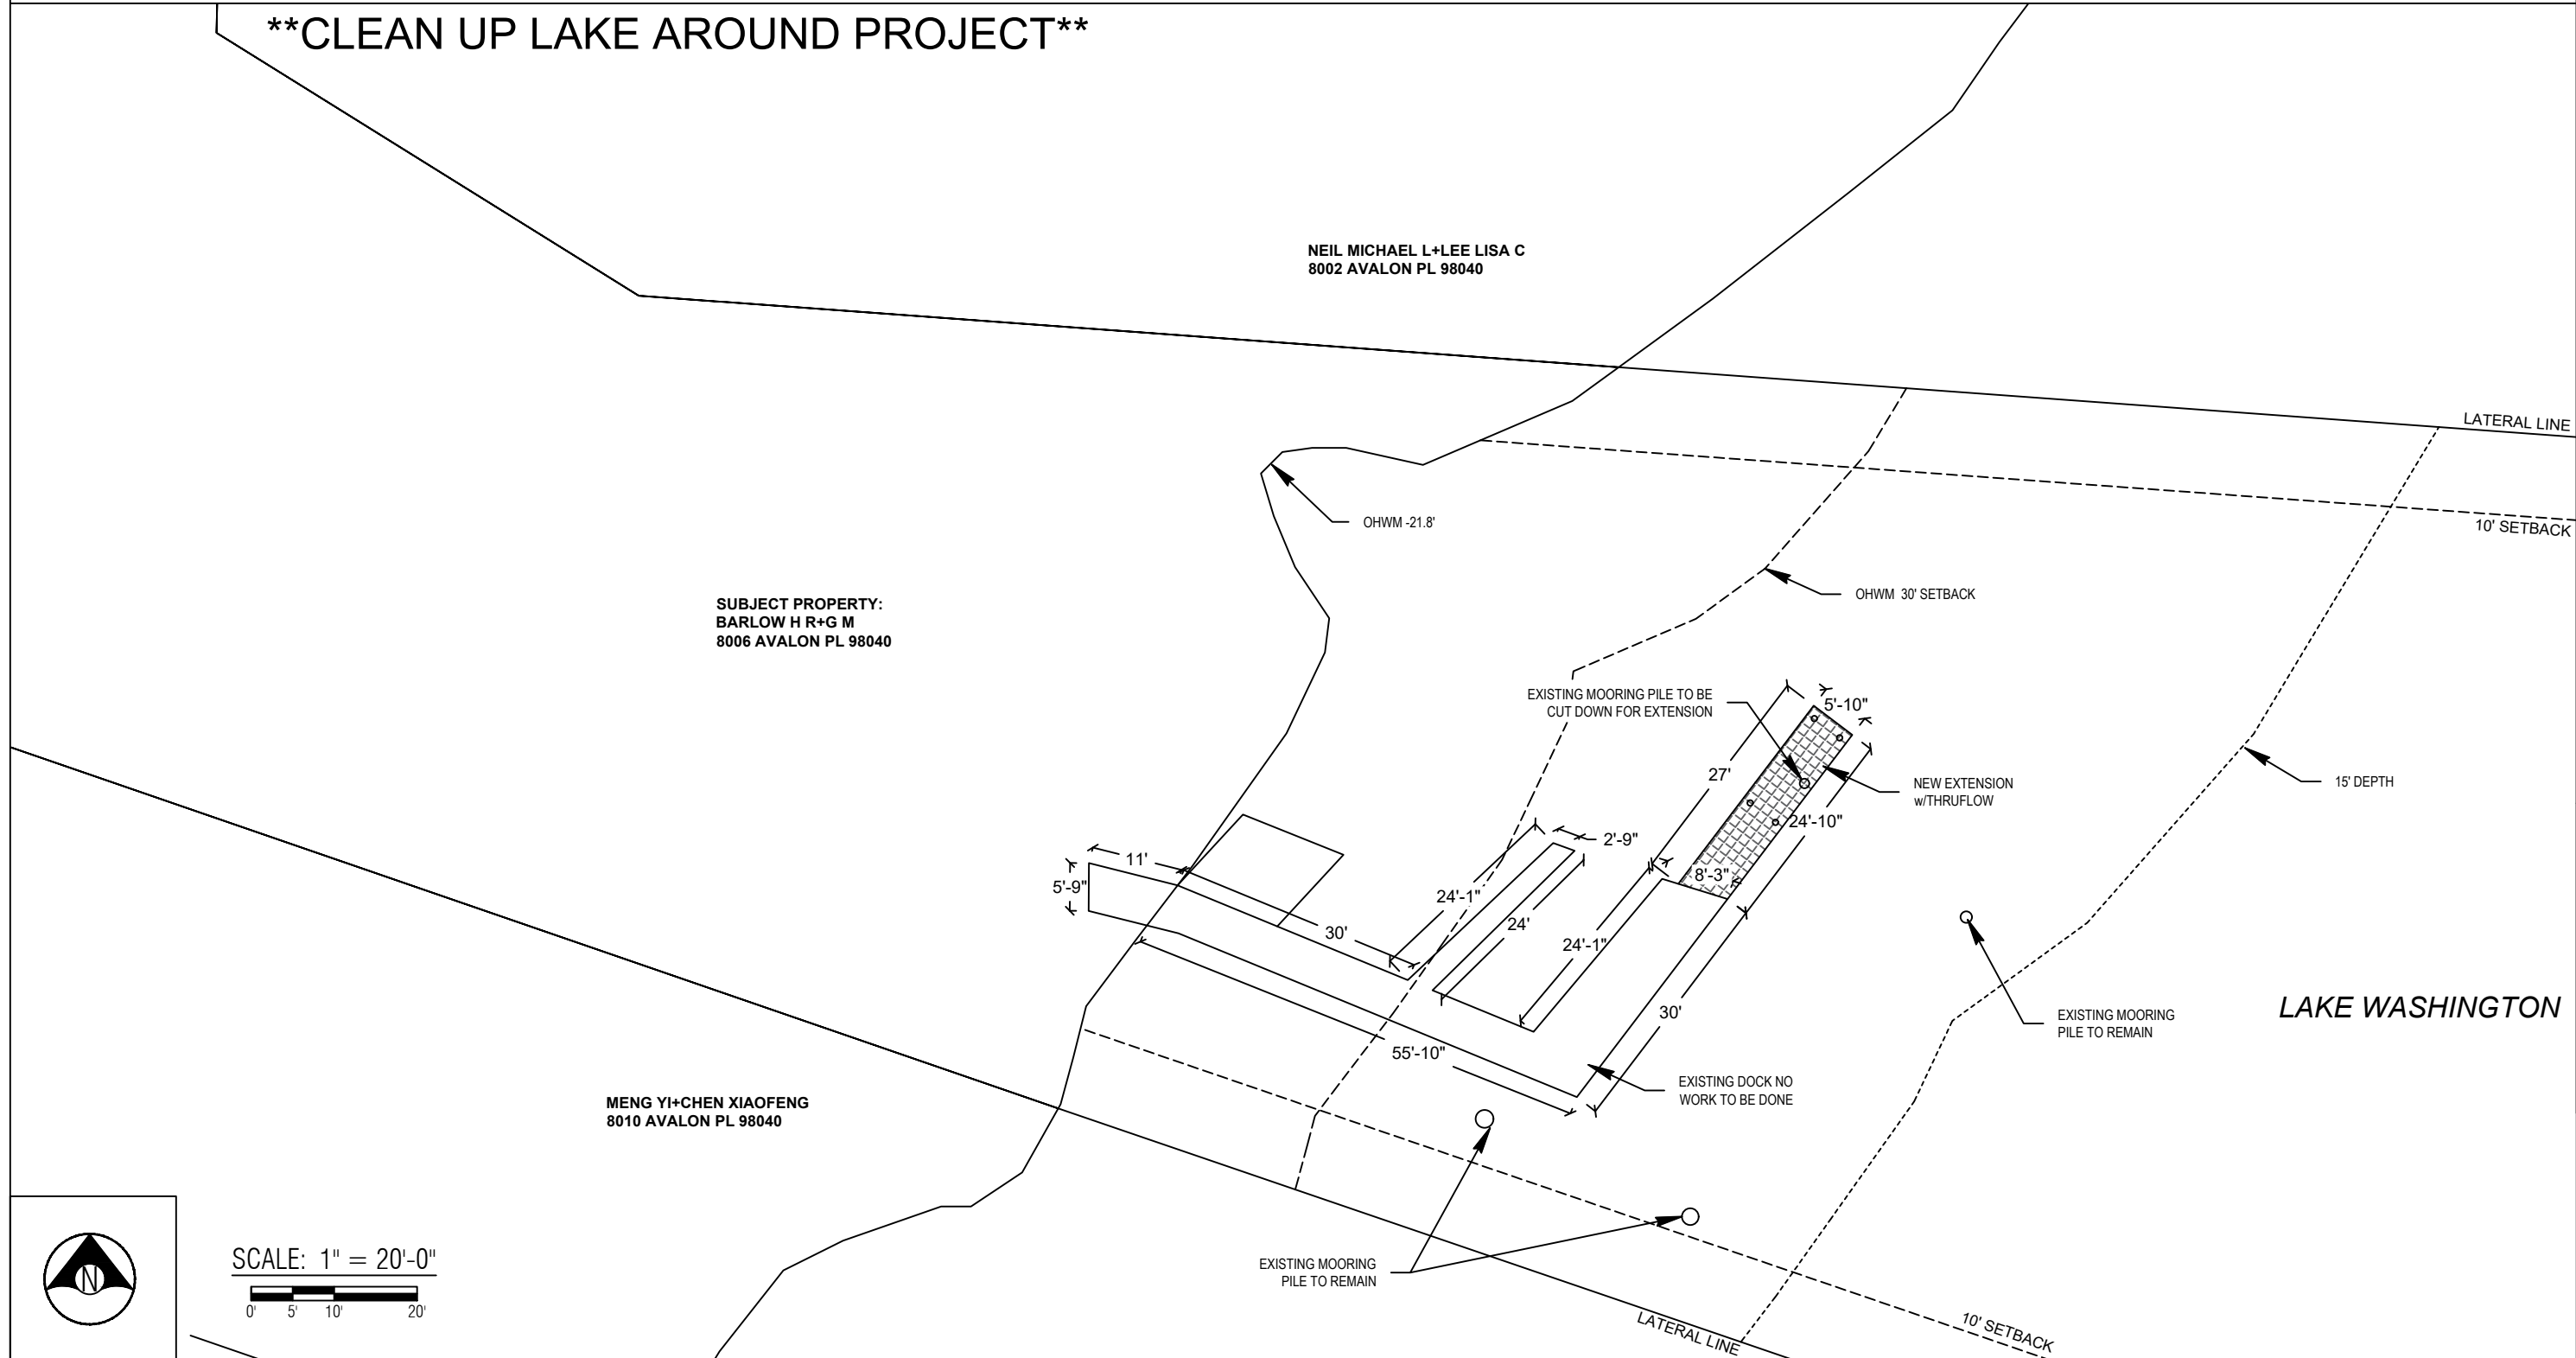 **CLEAN UP LAKE AROUND PROJECT**
NEIL MICHAEL L+LEE LISA C
8002 AVALON PL 98040
LATERAL LINE
10' SETBACK
OHWM -21.8'
OHWM 30' SETBACK
SUBJECT PROPERTY:
BARLOW H R+G M
8006 AVALON PL 98040
EXISTING MOORING PILE TO BE
CUT DOWN FOR EXTENSION
5'-10"
27'
NEW EXTENSION
w/THRUFLOW
15' DEPTH
24'-10"
2'-9"
11'
5'-9"
8'-3"
24'-1"
24'
30'
24'-1"
30'
55'-10"
EXISTING MOORING
PILE TO REMAIN
LAKE WASHINGTON
EXISTING DOCK NO
WORK TO BE DONE
MENG YI+CHEN XIAOFENG
8010 AVALON PL 98040
EXISTING MOORING
PILE TO REMAIN
LATERAL LINE
10' SETBACK
N
SCALE: 1" = 20'-0"
0' 5' 10' 20'